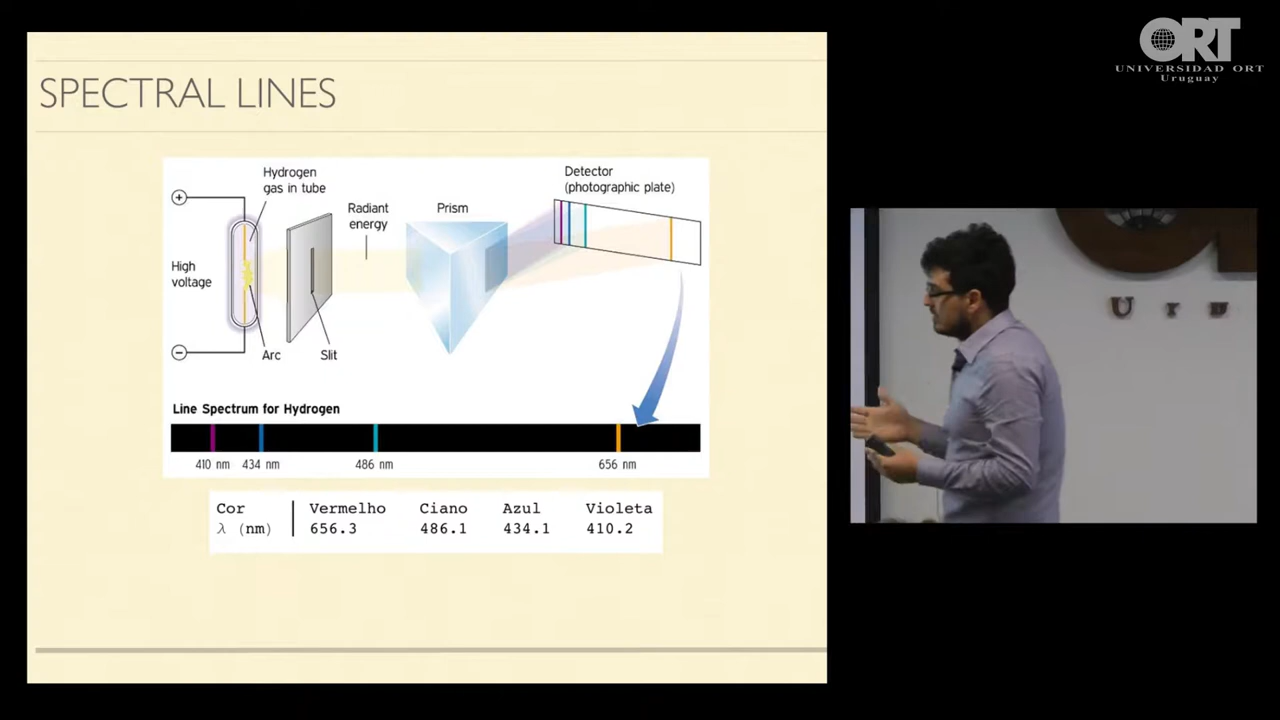 ORT
UNIVERSIDAD ORT
Uruguay
SPECTRAL LINES
Hydrogen
gas in tube
Detector
(photographic plate)
Radiant
energy
Prism
+
High
voltage
−
Arc
Slit
Line Spectrum for Hydrogen
410 nm 434 nm 486 nm 656 nm
Cor Vermelho Ciano Azul Violeta
λ (nm) 656.3 486.1 434.1 410.2